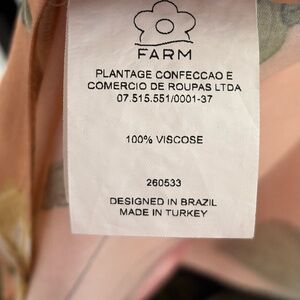 FARM
PLANTAGE CONFECCAO E
COMERCIO DE ROUPAS LTDA
07.515.551/0001-37
100% VISCOSE
260533
DESIGNED IN BRAZIL
MADE IN TURKEY